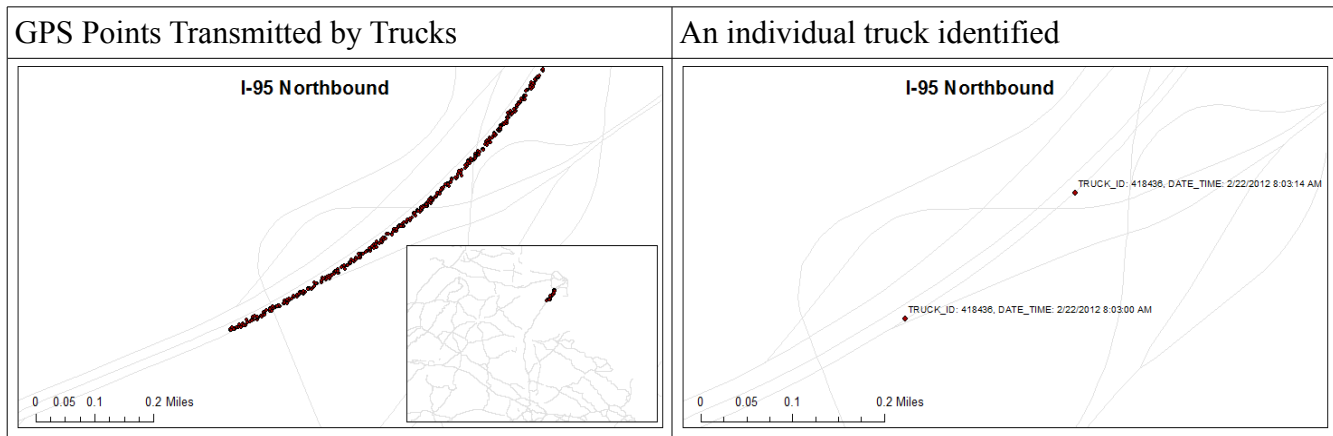 GPS Points Transmitted by Trucks
An individual truck identified
I-95 Northbound
0 0.05 0.1 0.2 Miles
I-95 Northbound
TRUCK_ID: 418436, DATE_TIME: 2/22/2012 8:03:14 AM
TRUCK_ID: 418436, DATE_TIME: 2/22/2012 8:03:00 AM
0 0.05 0.1 0.2 Miles